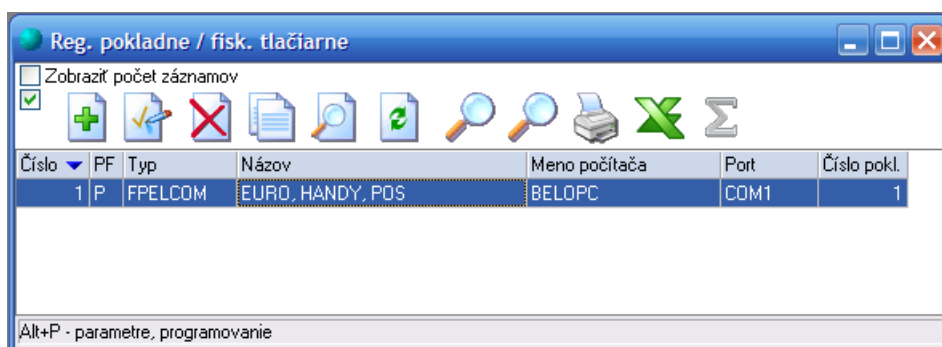 Reg. pokladne / fisk. tlačiarne
Zobraziť počet záznamov
Číslo PF Typ Názov Meno počítača Port Číslo pokl.
1 P FPELCOM EURO, HANDY, POS BELOPC COM1 1
Alt+P - parametre, programovanie